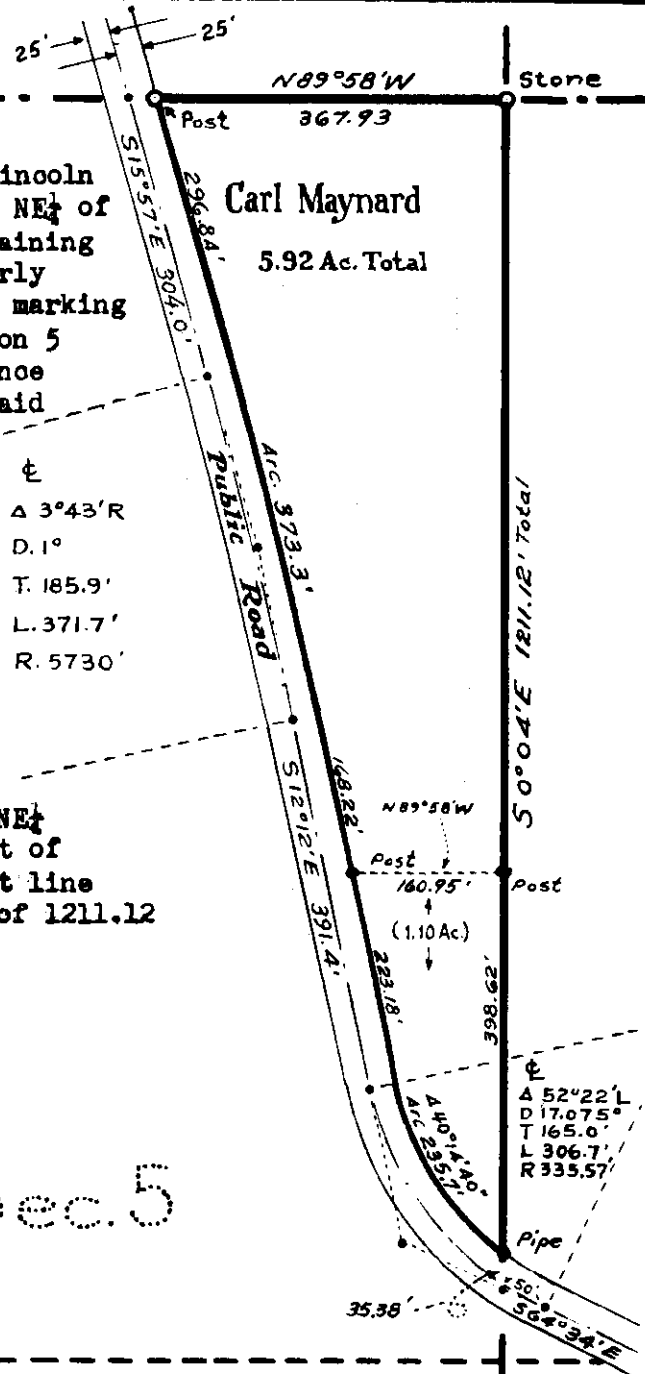 25'
25'
N89°58'W
Stone
Post
367.93
incoln
NE¼ of
aining
rly
marking
on 5
nce
aid
Carl Maynard
5.92 Ac. Total
296.84'
S15°57'E 304.0'
℄
Δ 3°43'R
D. 1°
T. 185.9'
L. 371.7'
R. 5730'
Arc. 373.3'
Public Road
S0°04'E 1211.12' Total
148.22'
N89°58'W
Post
160.95'
Post
(1.10 Ac.)
NE¼
t of
t line
of 1211.12
S12°12'E 391.4'
223.18'
398.62'
℄
Δ 52°22'L
D 17.075°
T 165.0'
L 306.7'
R 335.57'
Δ 40°14'40"
Arc 235.7'
ec. 5
Pipe
50'
S64°34'E
35.38'